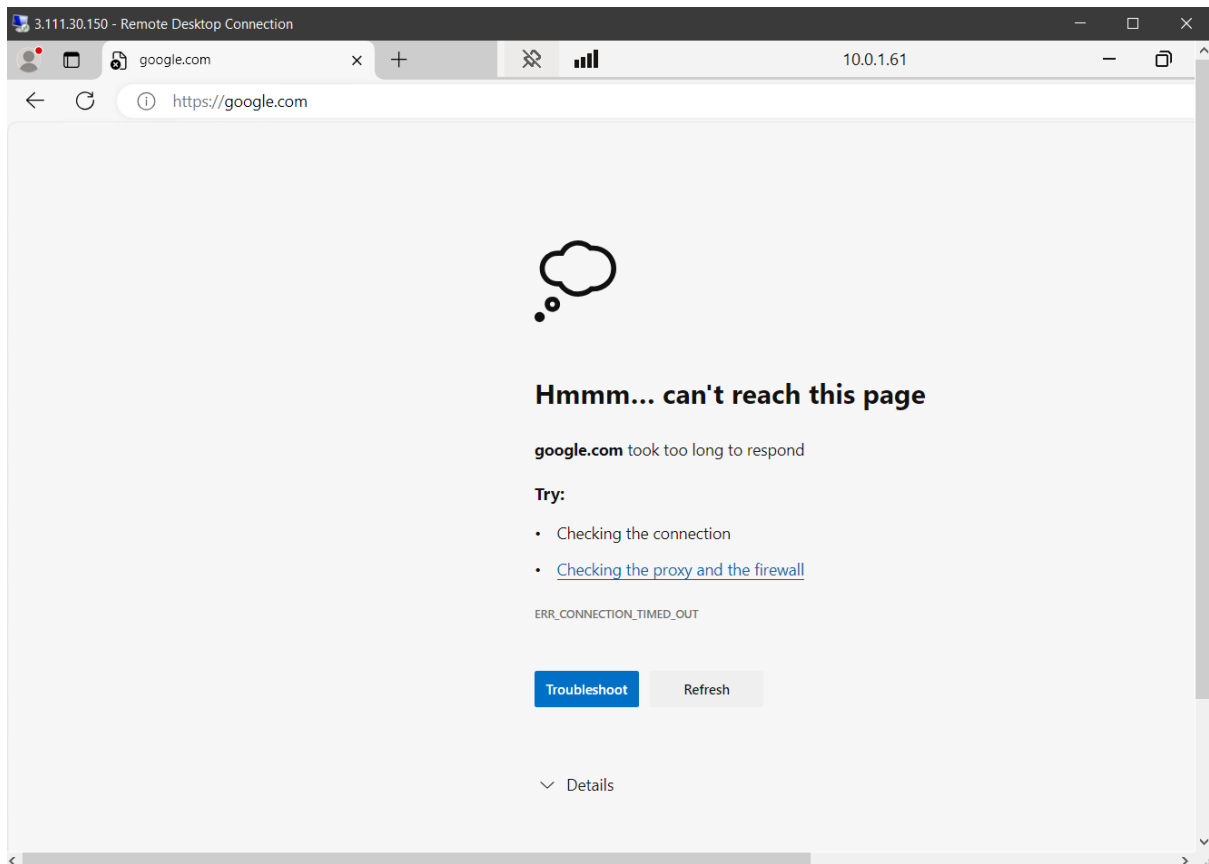 3.111.30.150 - Remote Desktop Connection
google.com
10.0.1.61
https://google.com
Hmmm... can't reach this page
google.com took too long to respond
Try:
• Checking the connection
• Checking the proxy and the firewall
ERR_CONNECTION_TIMED_OUT
Troubleshoot Refresh
Details